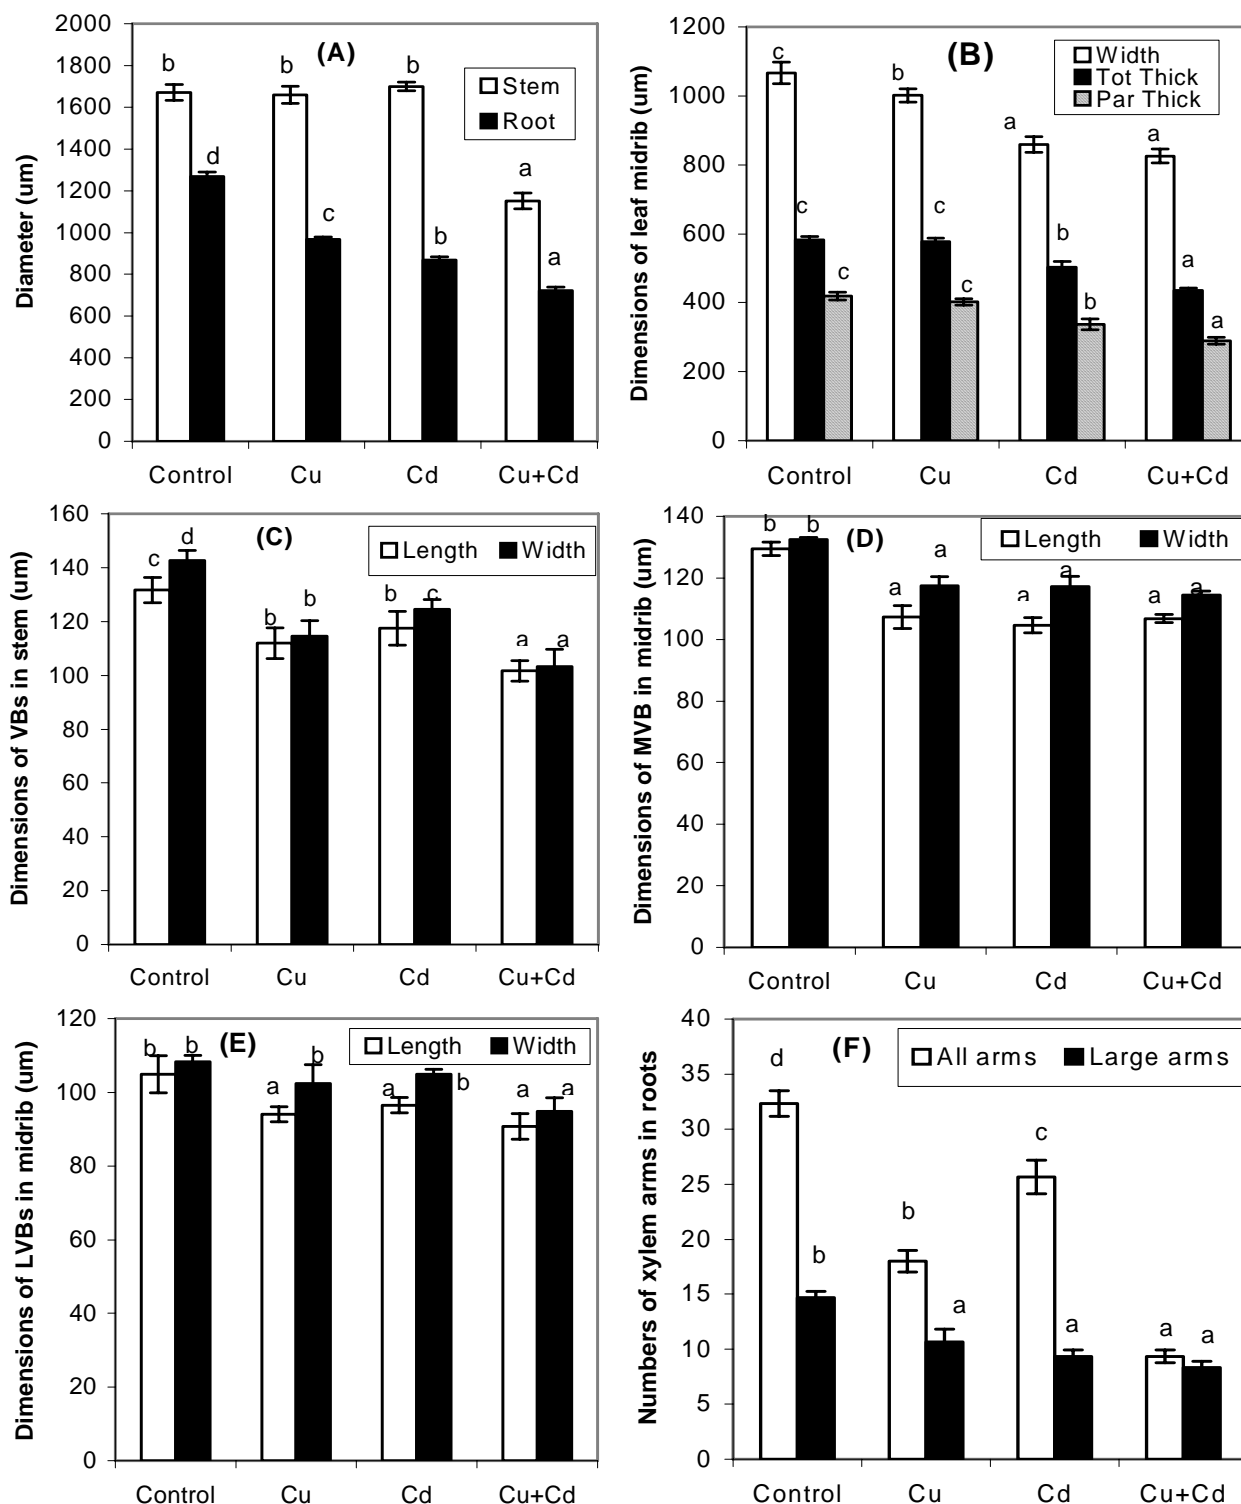 (A)
Stem
Root
Diameter (um)
2000
1800
1600
1400
1200
1000
800
600
400
200
0
b
d
b
c
b
b
a
a
Control Cu Cd Cu+Cd
(B)
Width
Tot Thick
Par Thick
Dimensions of leaf midrib (um)
1200
1000
800
600
400
200
0
c
c
c
b
c
c
a
b
b
a
a
a
Control Cu Cd Cu+Cd
(C)
Length Width
Dimensions of VBs in stem (um)
160
140
120
100
80
60
40
20
0
c
d
b
b
b
c
a
a
Control Cu Cd Cu+Cd
(D)
Length Width
Dimensions of MVB in midrib (um)
140
120
100
80
60
40
20
0
b
b
a
a
a
a
a
a
Control Cu Cd Cu+Cd
(E)
Length Width
Dimensions of LVBs in midrib (um)
120
100
80
60
40
20
0
b
b
a
b
a
b
a
a
Control Cu Cd Cu+Cd
(F)
All arms Large arms
Numbers of xylem arms in roots
40
35
30
25
20
15
10
5
0
d
b
b
a
c
a
a
a
Control Cu Cd Cu+Cd